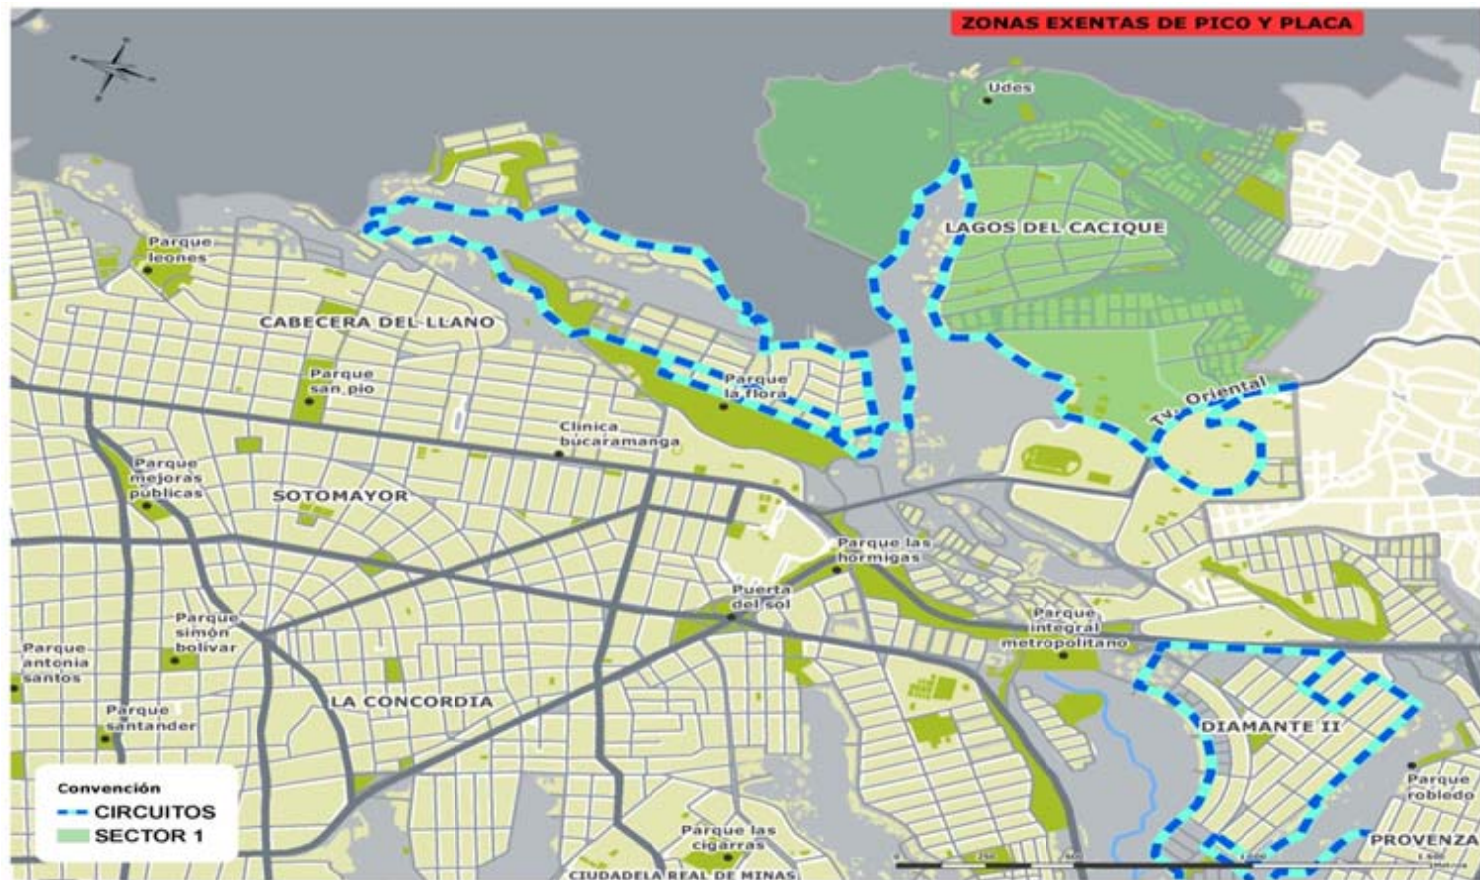 ZONAS EXENTAS DE PICO Y PLACA
Udes
LAGOS DEL CACIQUE
Parque
leones
CABECERA DEL LLANO
Parque
san pio
Parque
la flora
Tv. Oriental
Clinica
bucaramanga
Parque
mejoras
públicas
SOTOMAYOR
Parque las
hormigas
Puerta
del sol
Parque
simón
bolivar
Parque
integral
metropolitano
Parque
antonia
santos
LA CONCORDIA
Parque
santander
DIAMANTE II
Parque
robledo
PROVENZA
Parque las
cigarras
CIUDADELA REAL DE MINAS
Convención
CIRCUITOS
SECTOR 1